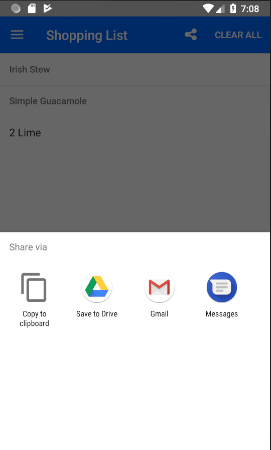 7:08
Shopping List
CLEAR ALL
Irish Stew
Simple Guacamole
2 Lime
Share via
Copy to
clipboard
Save to Drive
Gmail
Messages